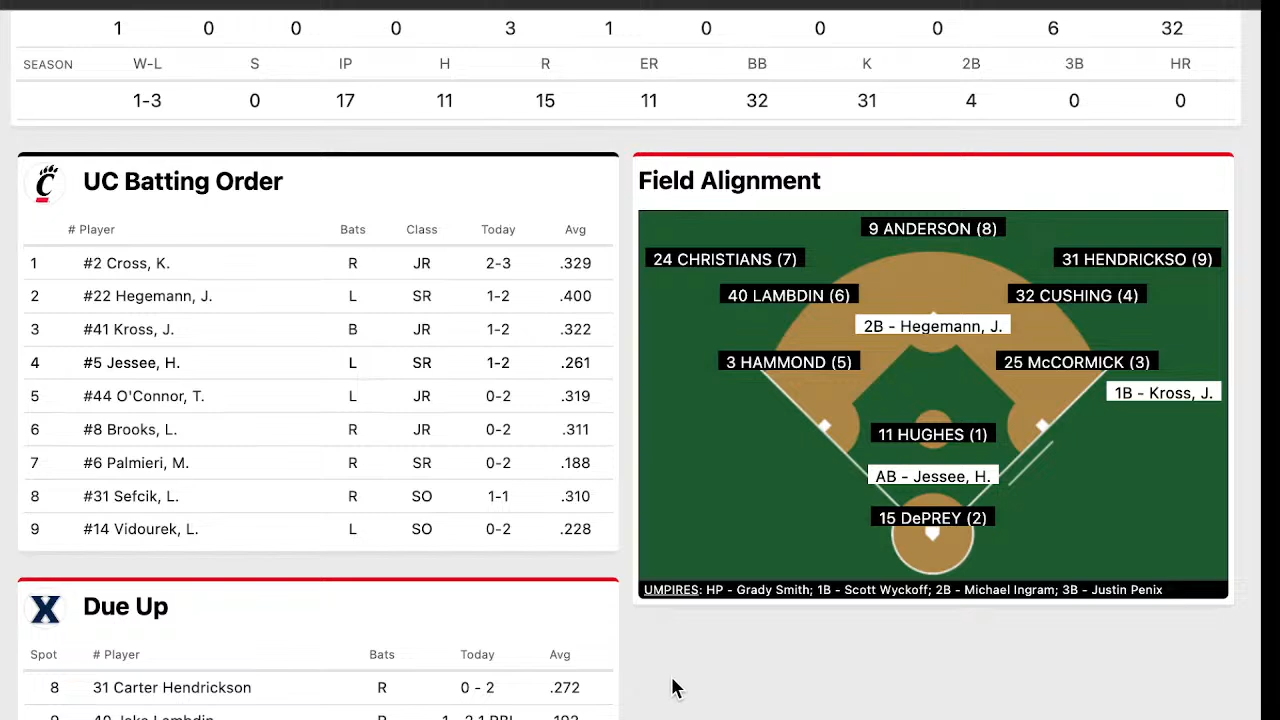 1 0 0 0 3 1 0 0 0 6 32
SEASON W-L S IP H R ER BB K 2B 3B HR
1-3 0 17 11 15 11 32 31 4 0 0
C UC Batting Order
# Player Bats Class Today Avg
1 #2 Cross, K. R JR 2-3 .329
2 #22 Hegemann, J. L SR 1-2 .400
3 #41 Kross, J. B JR 1-2 .322
4 #5 Jessee, H. L SR 1-2 .261
5 #44 O'Connor, T. L JR 0-2 .319
6 #8 Brooks, L. R JR 0-2 .311
7 #6 Palmieri, M. R SR 0-2 .188
8 #31 Sefcik, L. R SO 1-1 .310
9 #14 Vidourek, L. L SO 0-2 .228
Field Alignment
9 ANDERSON (8)
24 CHRISTIANS (7) 31 HENDRICKSO (9)
40 LAMBDIN (6) 32 CUSHING (4)
2B - Hegemann, J.
3 HAMMOND (5) 25 McCORMICK (3)
1B - Kross, J.
11 HUGHES (1)
AB - Jessee, H.
15 DePREY (2)
UMPIRES: HP - Grady Smith; 1B - Scott Wyckoff; 2B - Michael Ingram; 3B - Justin Penix
X Due Up
Spot # Player Bats Today Avg
8 31 Carter Hendrickson R 0 - 2 .272